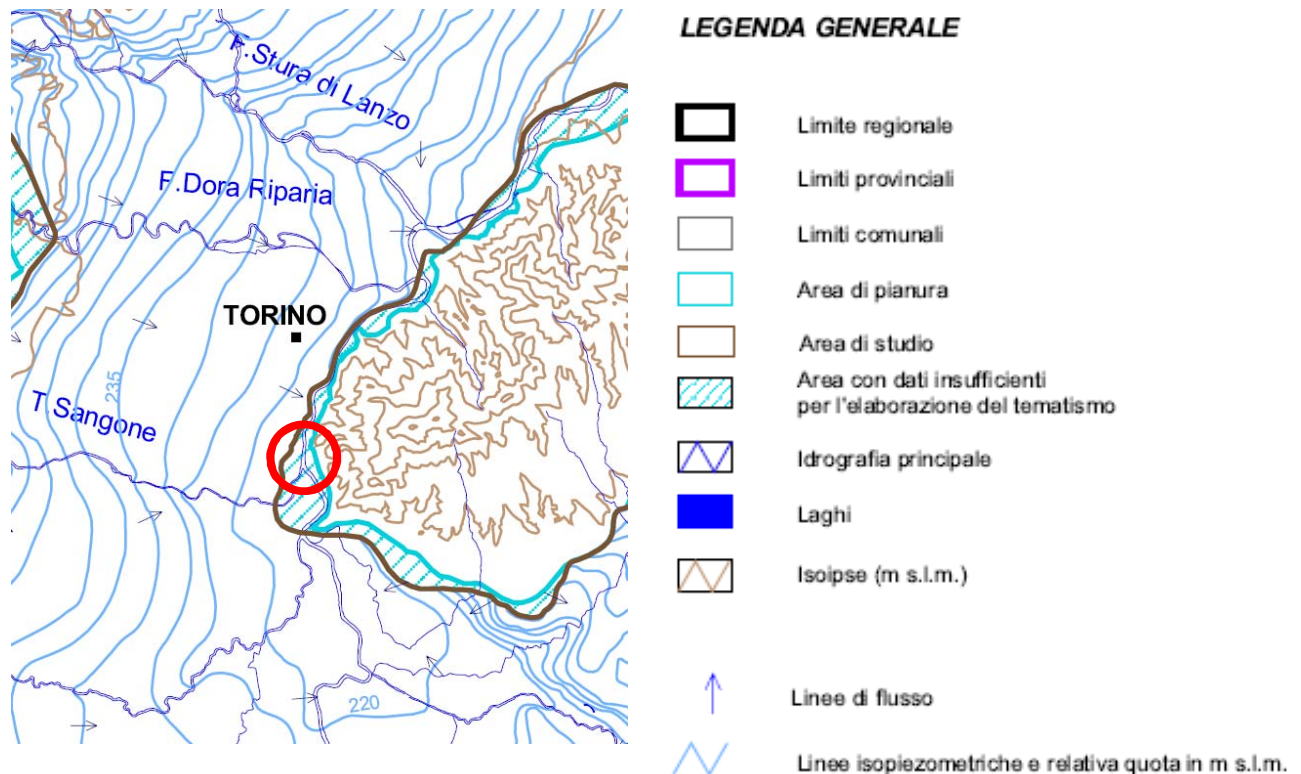 F.Stura di Lanzo
F.Dora Riparia
TORINO
235
T.Sangone
220
LEGENDA GENERALE
Limite regionale
Limiti provinciali
Limiti comunali
Area di pianura
Area di studio
Area con dati insufficienti
per l'elaborazione del tematismo
Idrografia principale
Laghi
Isoipse (m s.l.m.)
Linee di flusso
Linee isopiezometriche e relativa quota in m s.l.m.